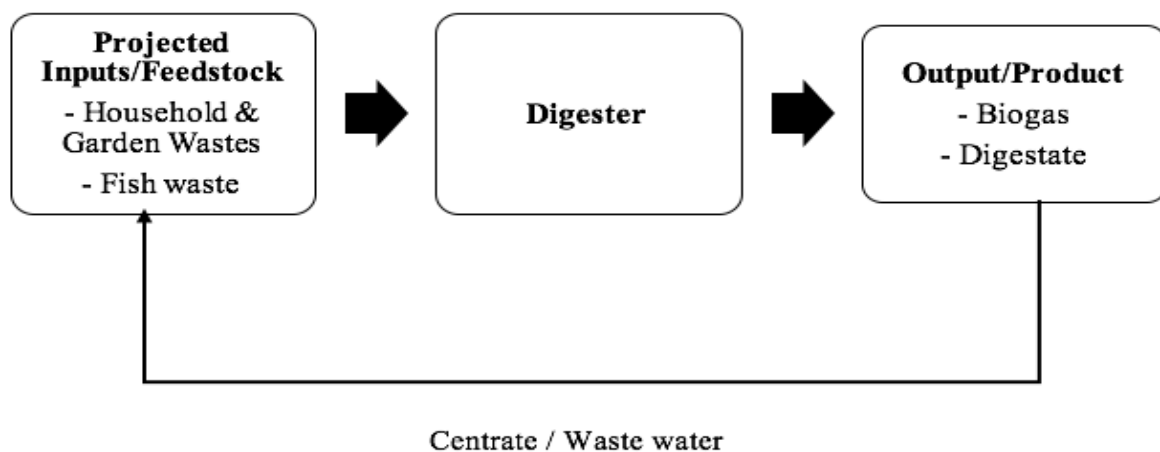 Projected
Inputs/Feedstock
- Household &
Garden Wastes
- Fish waste
Digester
Output/Product
- Biogas
- Digestate
Centrate / Waste water